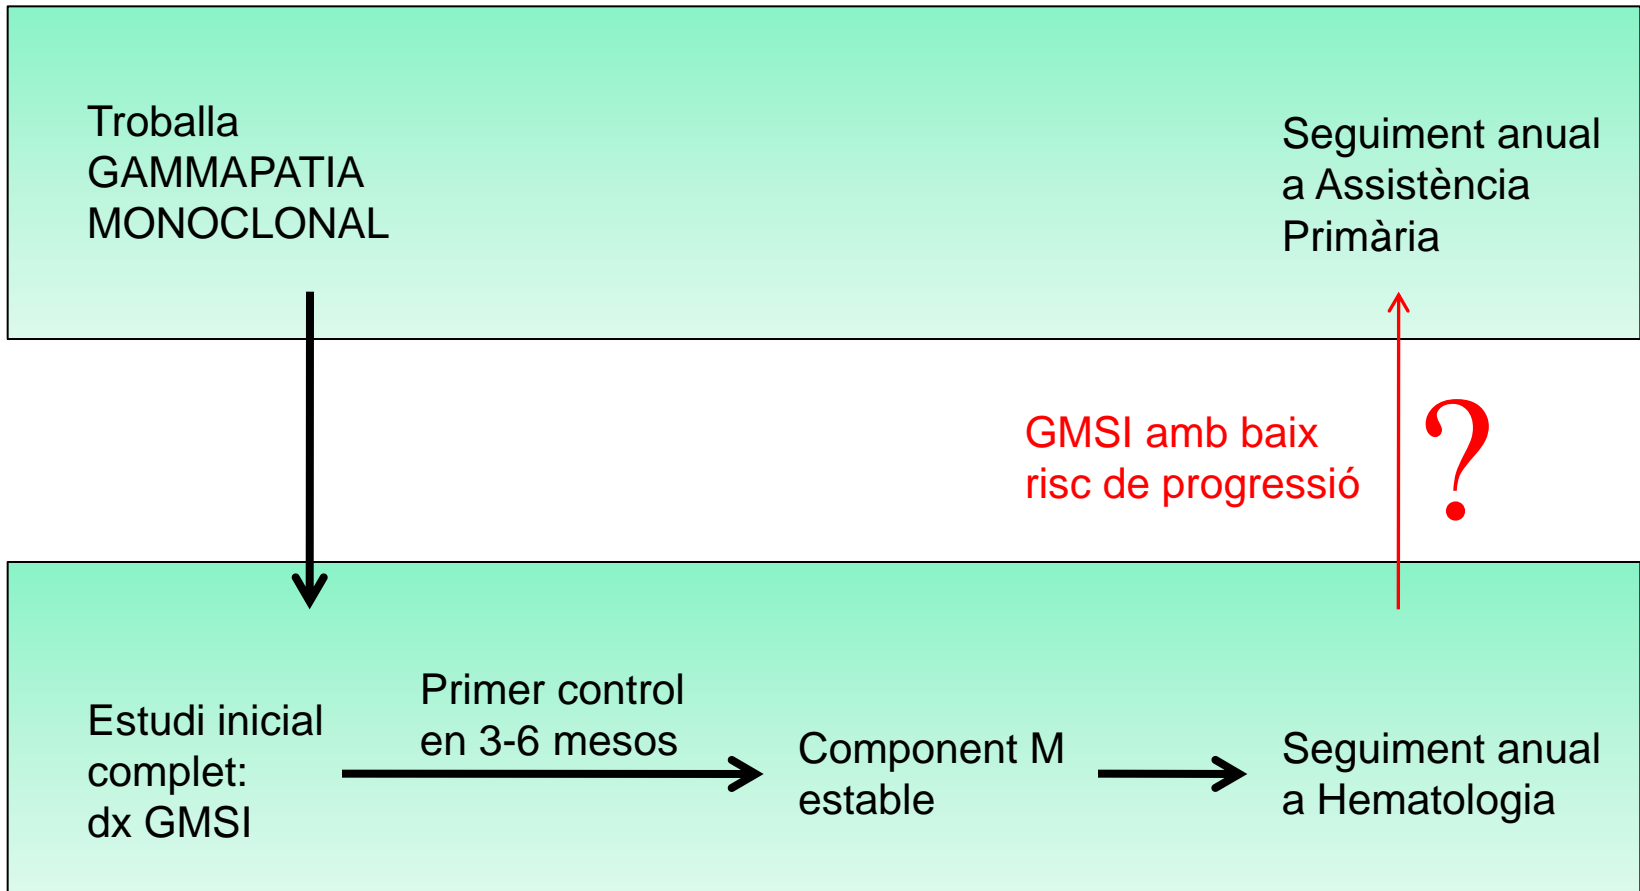 Troballa
GAMMAPATIA
MONOCLONAL
Seguiment anual
a Assistència
Primària
GMSI amb baix
risc de progressió
?
Estudi inicial
complet:
dx GMSI
Primer control
en 3-6 mesos
Component M
estable
Seguiment anual
a Hematologia